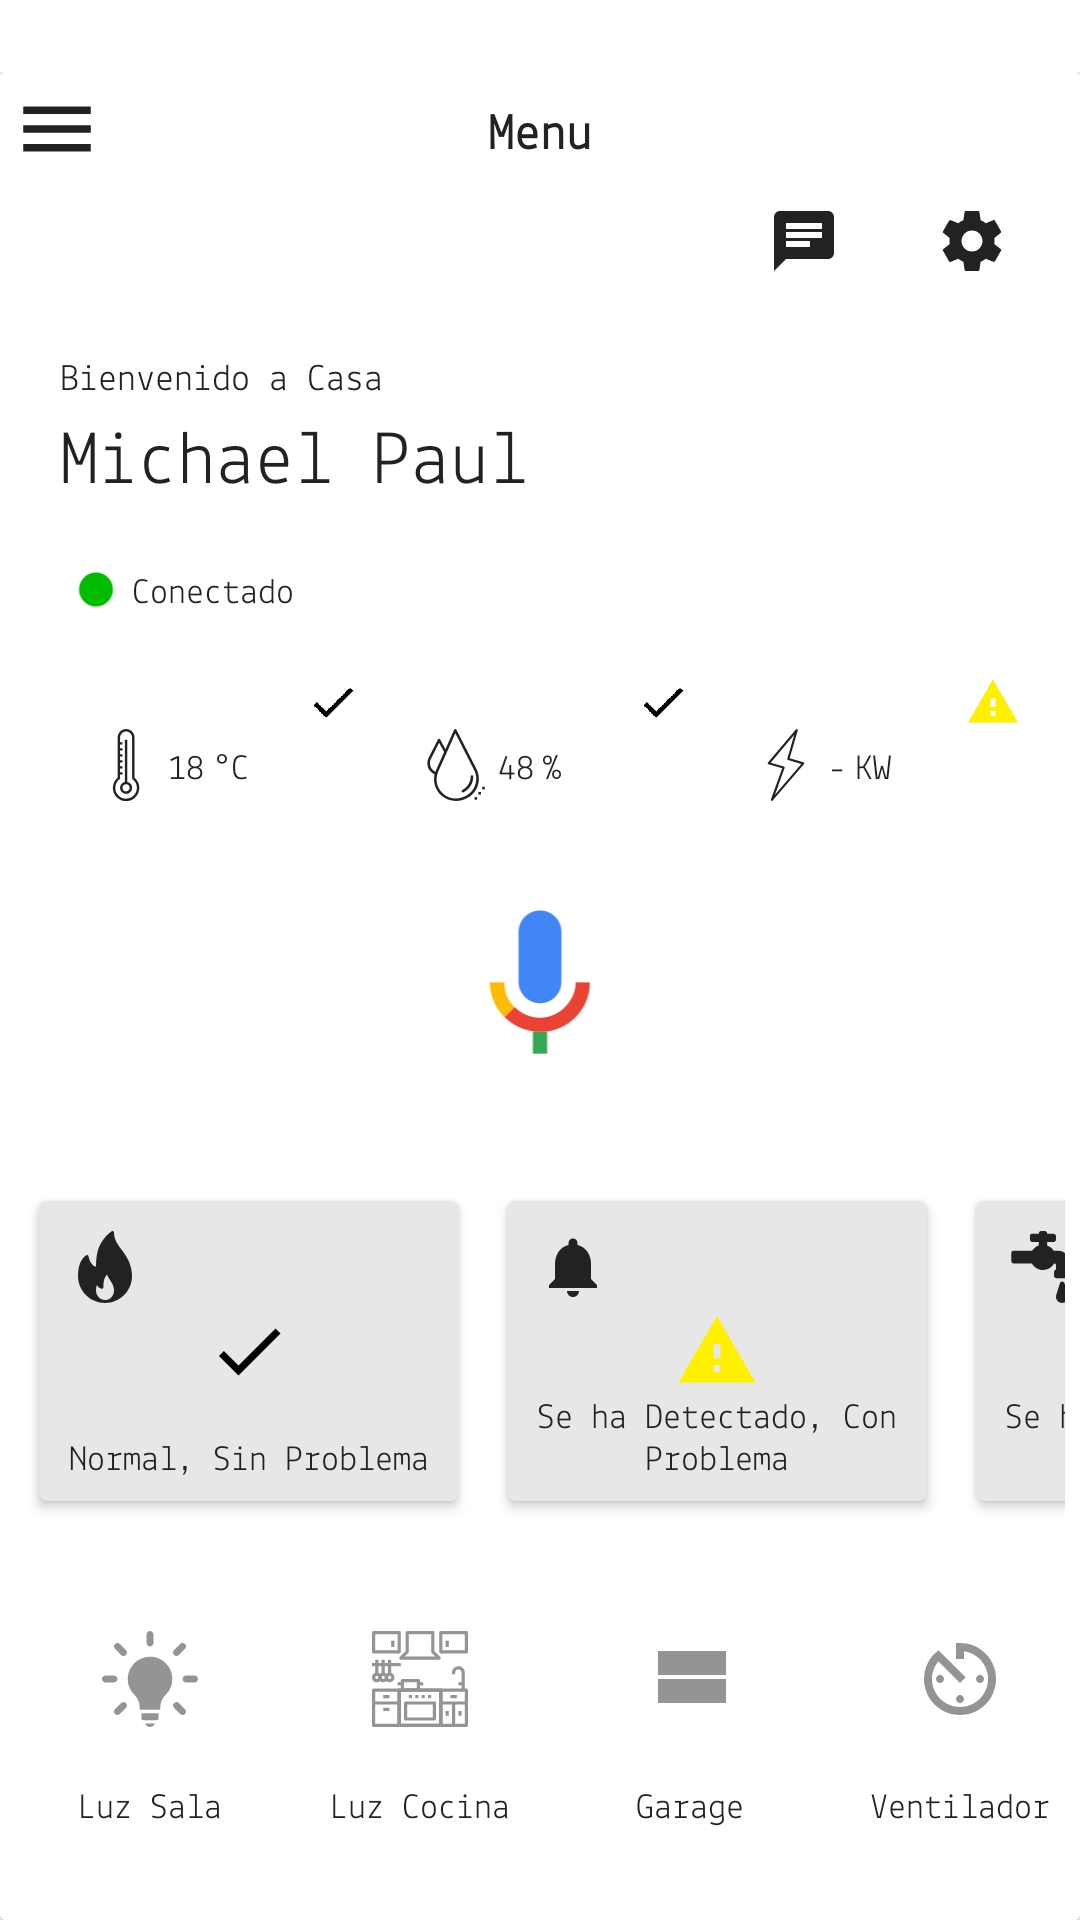 Menu
Bienvenido a Casa
Michael Paul
Conectado
18 °C
48 %
- KW
Normal, Sin Problema
Se ha Detectado, Con
Problema
Se
Luz Sala
Luz Cocina
Garage
Ventilador